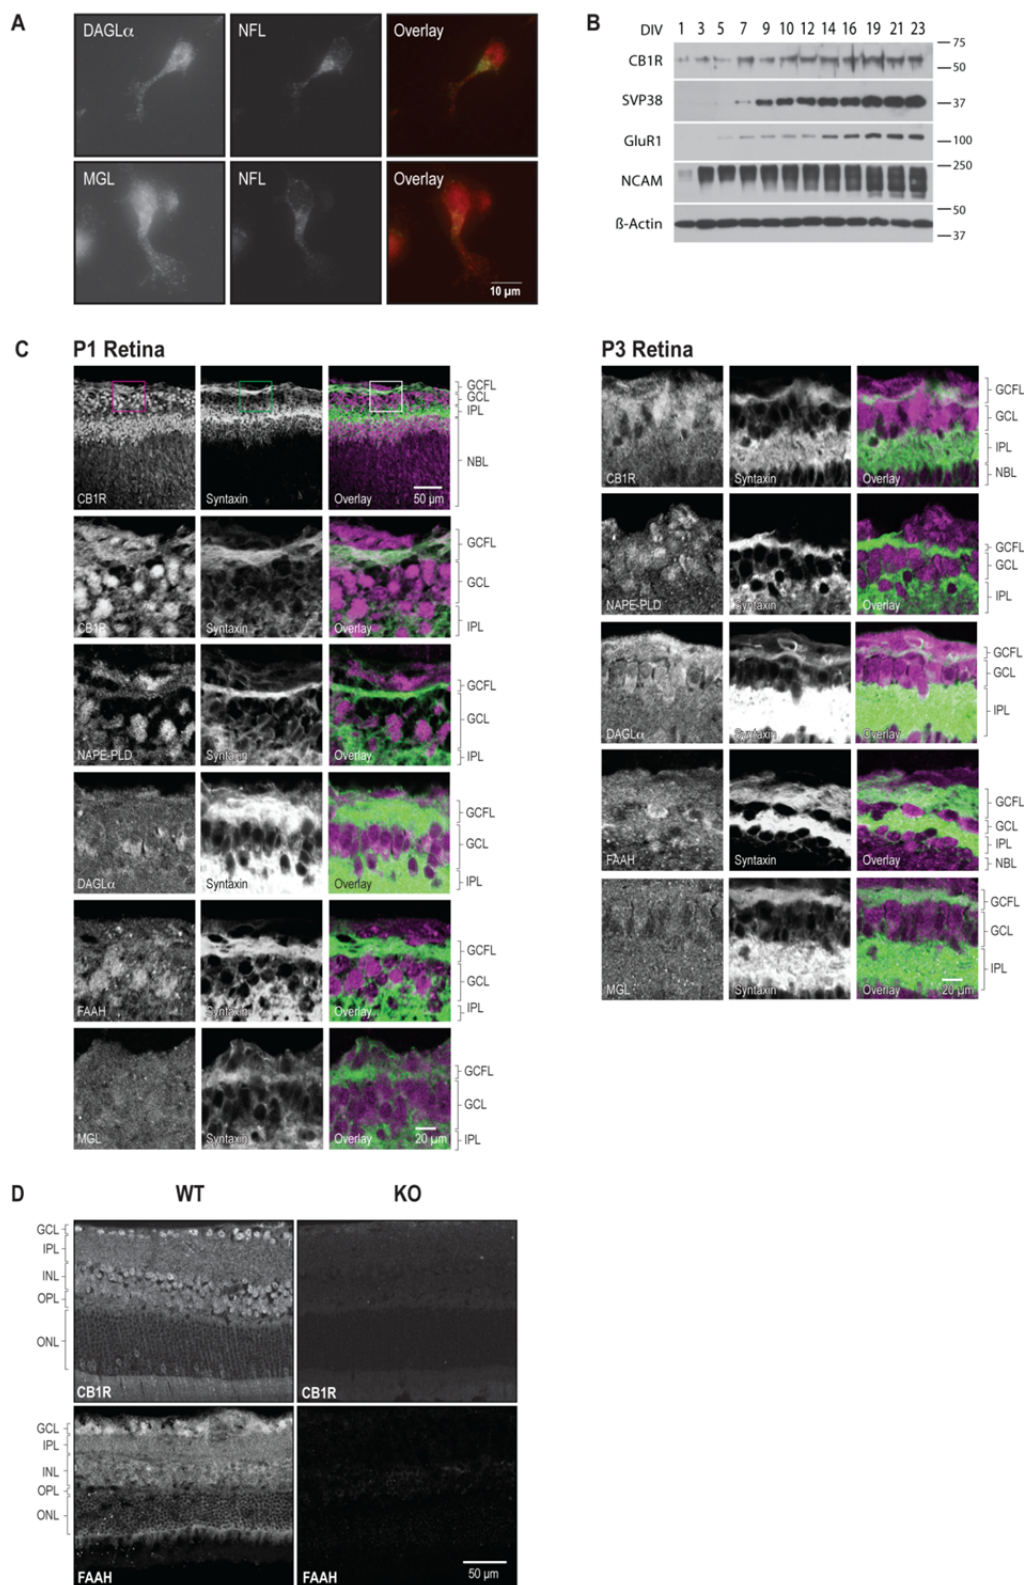 A
DAGLα
NFL
Overlay
MGL
NFL
Overlay
10 µm
B
DIV 1 3 5 7 9 10 12 14 16 19 21 23
CB1R
75
50
SVP38
37
GluR1
100
NCAM
250
ß-Actin
50
37
C
P1 Retina
CB1R
Syntaxin
Overlay
50 µm
GCFL
GCL
IPL
NBL
CB1R
Syntaxin
Overlay
GCFL
GCL
IPL
NAPE-PLD
Syntaxin
Overlay
GCFL
GCL
IPL
DAGLα
Syntaxin
Overlay
GCFL
GCL
IPL
FAAH
Syntaxin
Overlay
GCFL
GCL
IPL
MGL
Syntaxin
Overlay
20 µm
GCFL
GCL
IPL
P3 Retina
CB1R
Syntaxin
Overlay
GCFL
GCL
IPL
NBL
NAPE-PLD
Syntaxin
Overlay
GCFL
GCL
IPL
DAGLα
Syntaxin
Overlay
GCFL
GCL
IPL
FAAH
Syntaxin
Overlay
GCFL
GCL
IPL
NBL
MGL
Syntaxin
Overlay
20 µm
GCFL
GCL
IPL
D
WT
KO
GCL
IPL
INL
OPL
ONL
CB1R
CB1R
GCL
IPL
INL
OPL
ONL
FAAH
FAAH
50 µm